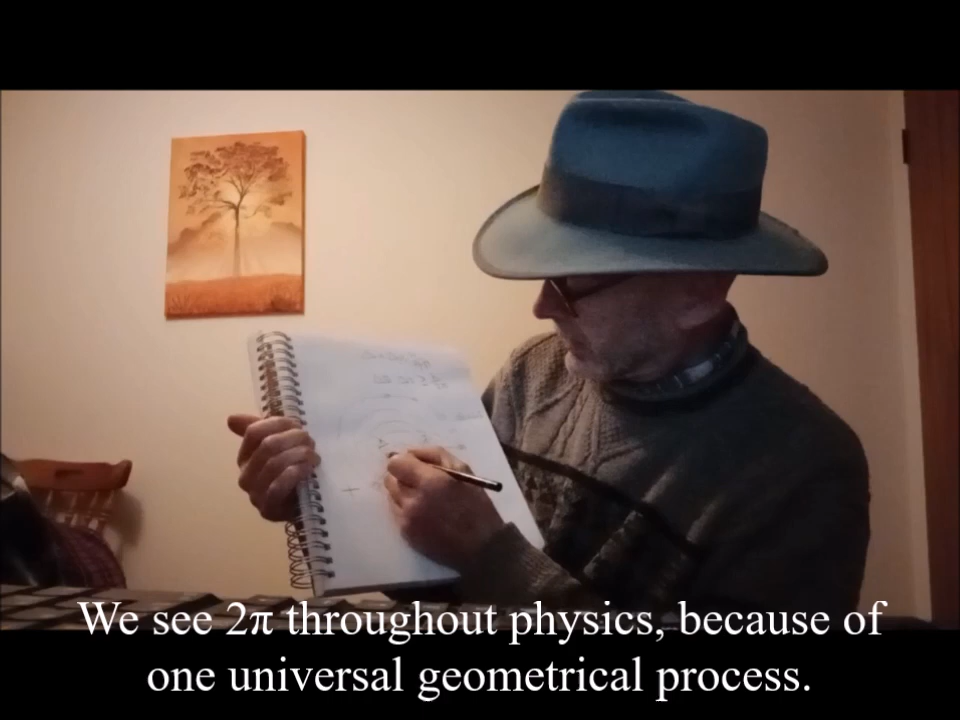 We see 2π throughout physics, because of
one universal geometrical process.